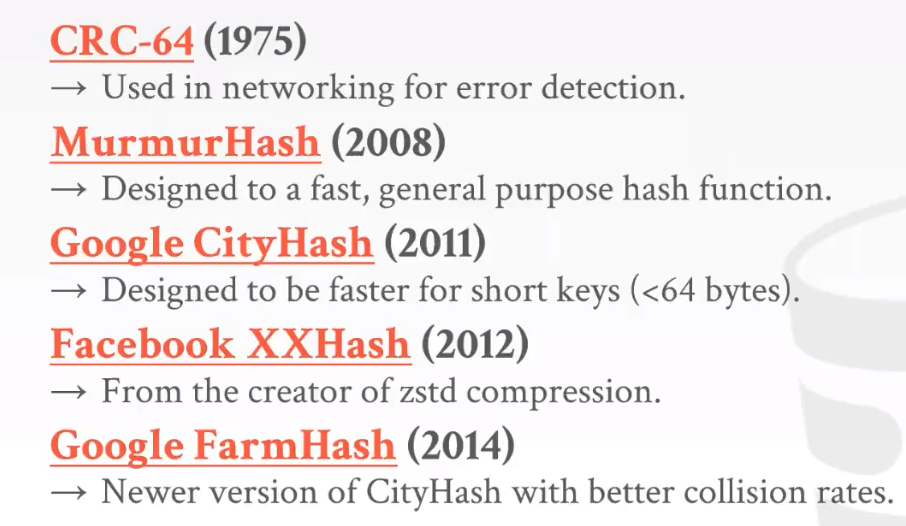 CRC-64 (1975)
→ Used in networking for error detection.
MurmurHash (2008)
→ Designed to a fast, general purpose hash function.
Google CityHash (2011)
→ Designed to be faster for short keys (<64 bytes).
Facebook XXHash (2012)
→ From the creator of zstd compression.
Google FarmHash (2014)
→ Newer version of CityHash with better collision rates.